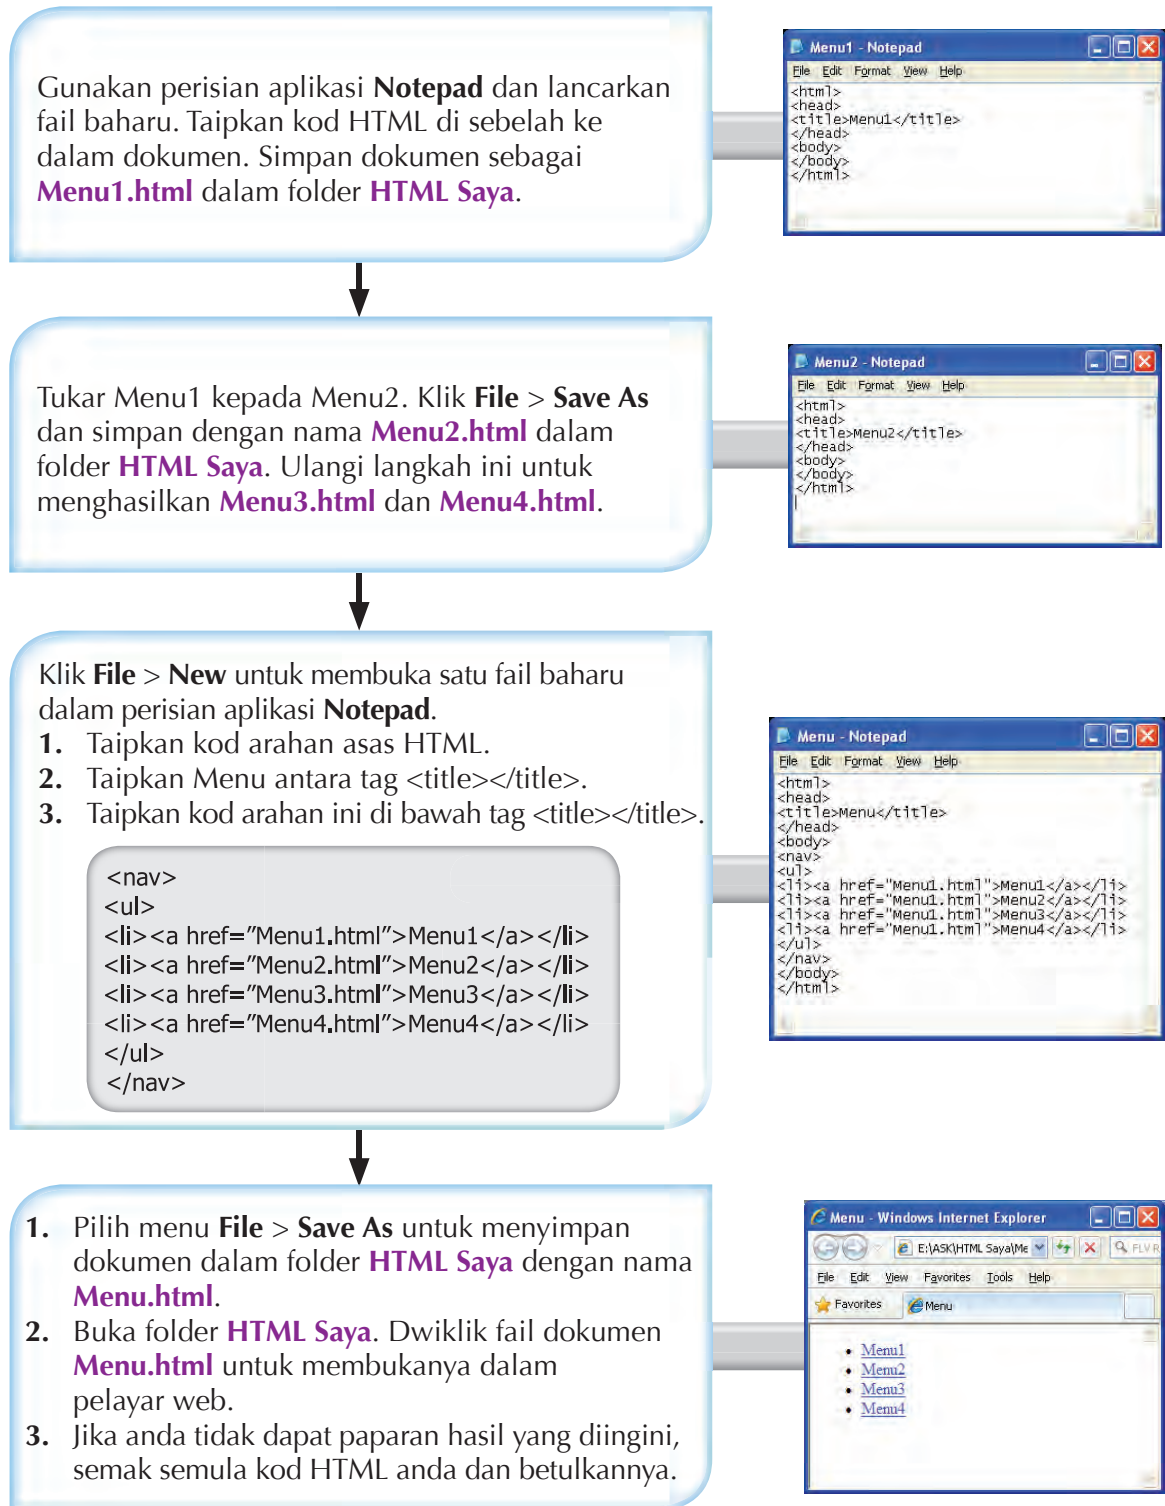 Gunakan perisian aplikasi Notepad dan lancarkan
fail baharu. Taipkan kod HTML di sebelah ke
dalam dokumen. Simpan dokumen sebagai
Menu1.html dalam folder HTML Saya.
Menu1 - Notepad
File Edit Format View Help
<html>
<head>
<title>Menu1</title>
</head>
<body>
</body>
</html>
Tukar Menu1 kepada Menu2. Klik File > Save As
dan simpan dengan nama Menu2.html dalam
folder HTML Saya. Ulangi langkah ini untuk
menghasilkan Menu3.html dan Menu4.html.
Menu2 - Notepad
File Edit Format View Help
<html>
<head>
<title>Menu2</title>
</head>
<body>
</body>
</html>
Klik File > New untuk membuka satu fail baharu
dalam perisian aplikasi Notepad.
1. Taipkan kod arahan asas HTML.
2. Taipkan Menu antara tag <title></title>.
3. Taipkan kod arahan ini di bawah tag <title></title>.
<nav>
<ul>
<li><a href="Menu1.html">Menu1</a></li>
<li><a href="Menu2.html">Menu2</a></li>
<li><a href="Menu3.html">Menu3</a></li>
<li><a href="Menu4.html">Menu4</a></li>
</ul>
</nav>
Menu - Notepad
File Edit Format View Help
<html>
<head>
<title>Menu</title>
</head>
<body>
<nav>
<ul>
<li><a href="Menu1.html">Menu1</a></li>
<li><a href="Menu1.html">Menu2</a></li>
<li><a href="Menu1.html">Menu3</a></li>
<li><a href="Menu1.html">Menu4</a></li>
</ul>
</nav>
</body>
</html>
1. Pilih menu File > Save As untuk menyimpan
dokumen dalam folder HTML Saya dengan nama
Menu.html.
2. Buka folder HTML Saya. Dwiklik fail dokumen
Menu.html untuk membukanya dalam
pelayar web.
3. Jika anda tidak dapat paparan hasil yang diingini,
semak semula kod HTML anda dan betulkannya.
Menu - Windows Internet Explorer
E:\ASK\HTML Saya\Me FLV R
File Edit View Favorites Tools Help
Favorites Menu
• Menu1
• Menu2
• Menu3
• Menu4